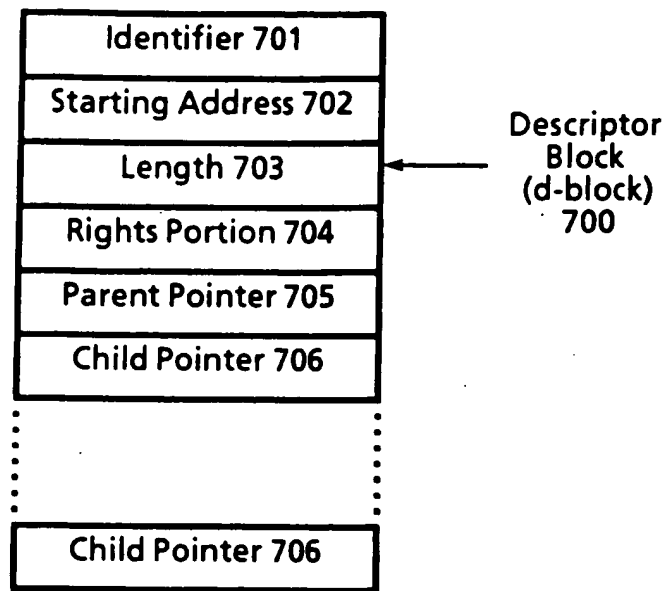 Identifier 701
Starting Address 702
Length 703
Rights Portion 704
Parent Pointer 705
Child Pointer 706
Child Pointer 706
Descriptor
Block
(d-block)
700